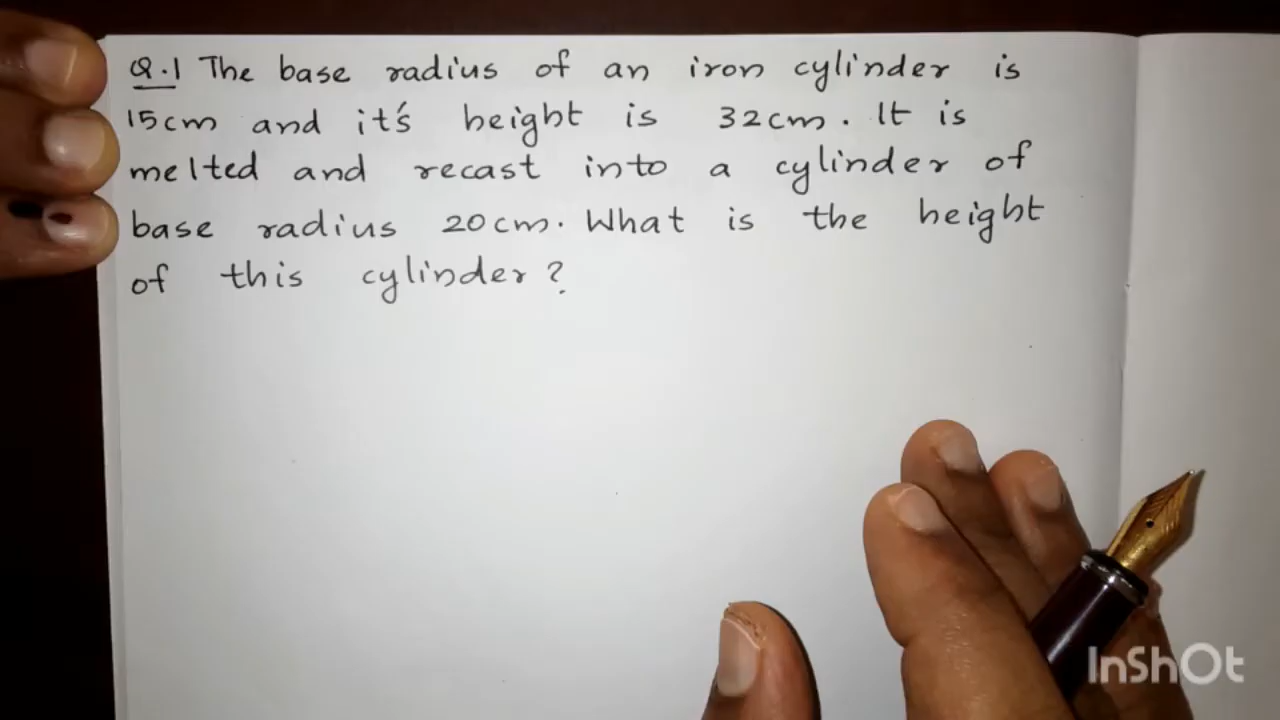 Q.1 The base radius of an iron cylinder is
15cm and it's height is 32cm. It is
melted and recast into a cylinder of
base radius 20cm. What is the height
of this cylinder?
InShOt